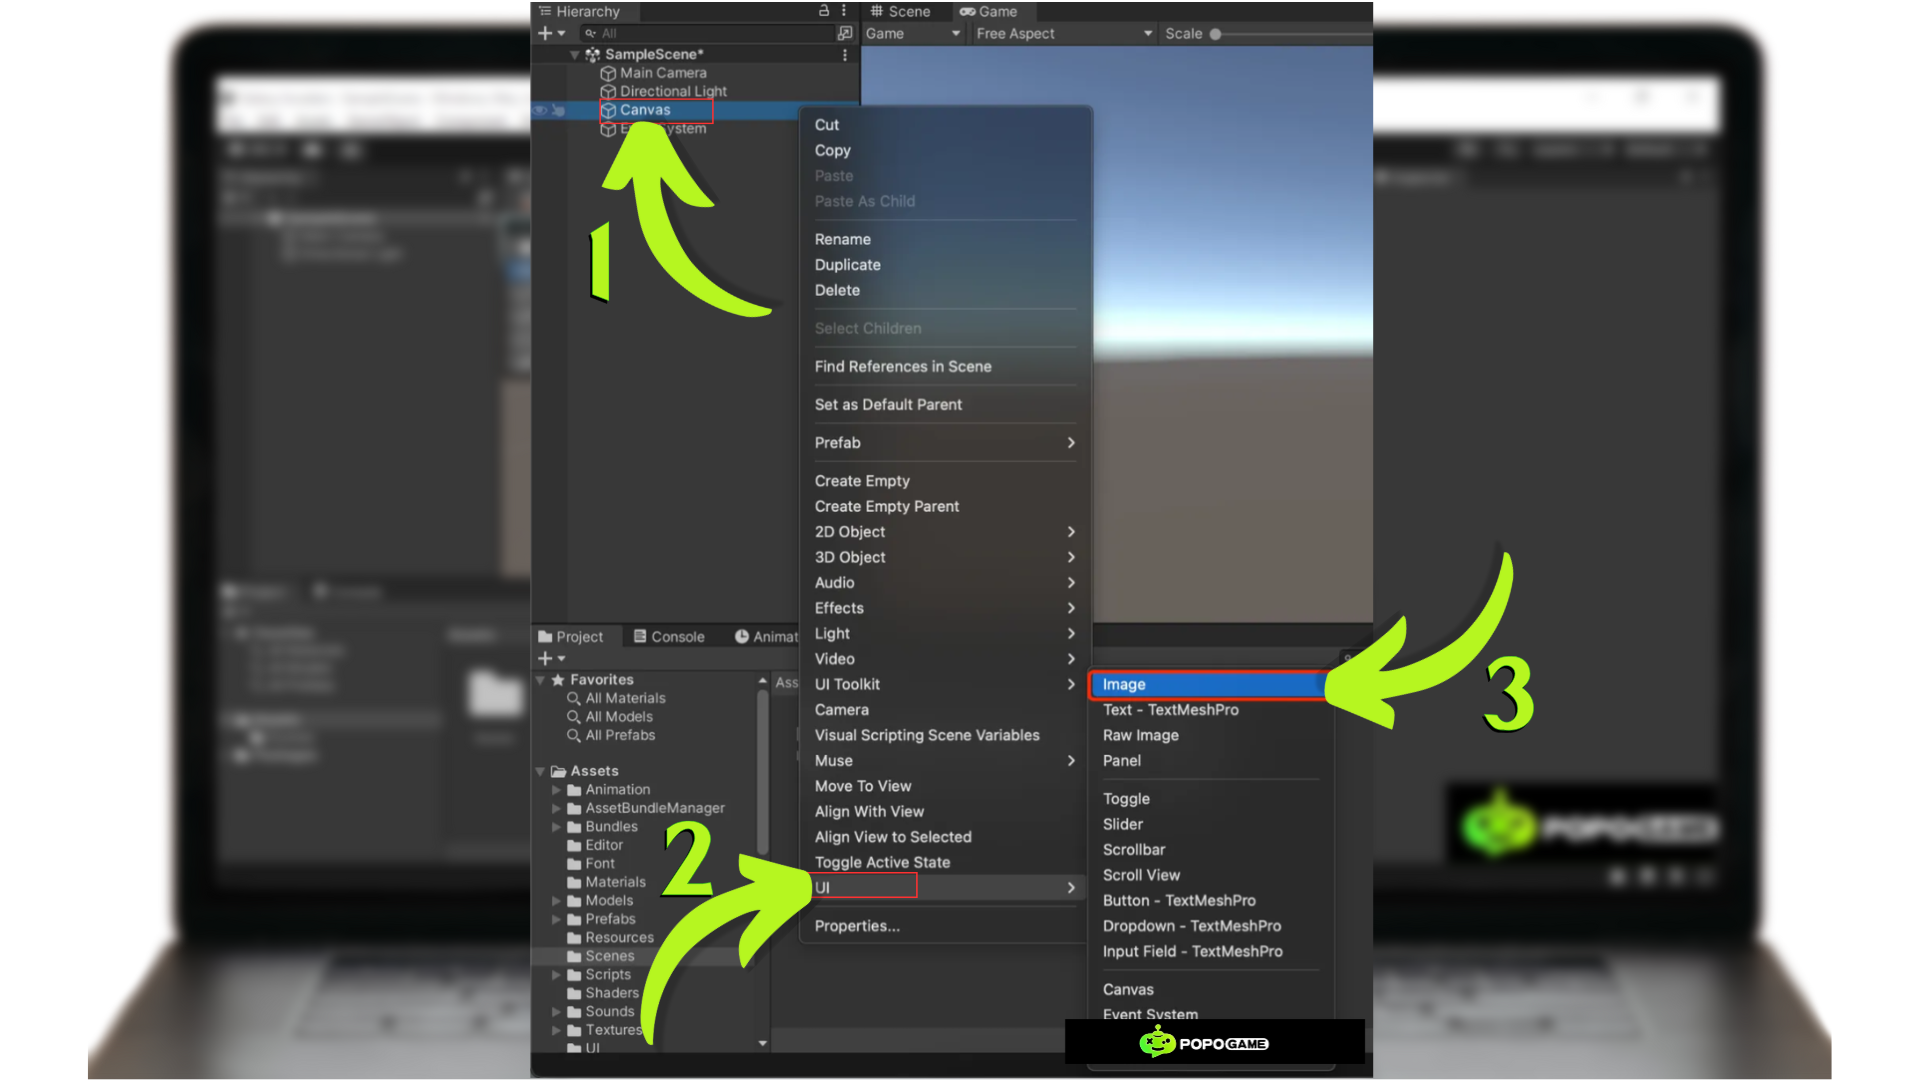 Hierarchy
All
SampleScene*
Main Camera
Directional Light
Canvas
Scene
Game
Game
Free Aspect
Scale
1
Cut
Copy
Paste
Paste As Child
Rename
Duplicate
Delete
Select Children
Find References in Scene
Set as Default Parent
Prefab
Create Empty
Create Empty Parent
2D Object
3D Object
Audio
Effects
Light
Video
UI Toolkit
Camera
Visual Scripting Scene Variables
Muse
Move To View
Align With View
Align View to Selected
Toggle Active State
UI
Properties...
Project
Console
Animat
Favorites
All Materials
All Models
All Prefabs
Ass
Assets
Animation
AssetBundleManager
Bundles
Editor
Font
Materials
Models
Prefabs
Resources
Scenes
Scripts
Shaders
Sounds
Textures
UI
2
Image
Text - TextMeshPro
Raw Image
Panel
Toggle
Slider
Scrollbar
Scroll View
Button - TextMeshPro
Dropdown - TextMeshPro
Input Field - TextMeshPro
Canvas
Event System
3
POPOGAME
POPOGAME